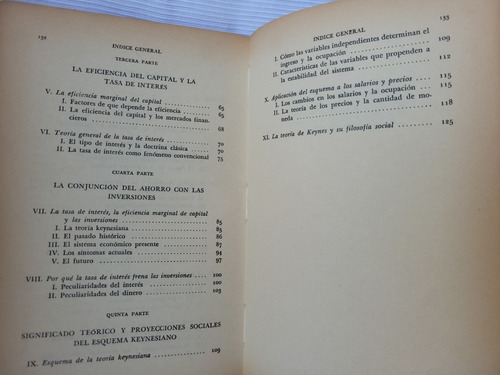 152 INDICE GENERAL
TERCERA PARTE
LA EFICIENCIA DEL CAPITAL Y LA
TASA DE INTERÉS
V. La eficiencia marginal del capital ..... 65
I. Factores de que depende la eficiencia ..... 65
II. La eficiencia del capital y los mercados finan-
cieros ..... 68
VI. Teoría general de la tasa de interés ..... 70
I. El tipo de interés y la doctrina clásica ..... 70
II. La tasa de interés como fenómeno convencional 75
CUARTA PARTE
LA CONJUNCIÓN DEL AHORRO CON LAS
INVERSIONES
VII. La tasa de interés, la eficiencia marginal de capital
y las inversiones ..... 85
I. La teoría keynesiana ..... 85
II. El pasado histórico ..... 86
III. El sistema económico presente ..... 87
IV. Los síntomas actuales ..... 94
V. El futuro ..... 97
VIII. Por qué la tasa de interés frena las inversiones .... 100
I. Peculiaridades del interés ..... 100
II. Peculiaridades del dinero ..... 103
QUINTA PARTE
SIGNIFICADO TEÓRICO Y PROYECCIONES SOCIALES
DEL ESQUEMA KEYNESIANO
IX. Esquema de la teoría keynesiana ..... 109
INDICE GENERAL 153
I. Cómo las variables independientes determinan el
ingreso y la ocupación ..... 109
II. Características de las variables que propenden a
la estabilidad del sistema ..... 112
X. Aplicación del esquema a los salarios y precios ..... 115
I. Los cambios en los salarios y la ocupación ..... 115
II. La teoría de los precios y la cantidad de mo-
neda ..... 118
XI. La teoría de Keynes y su filosofía social ..... 125